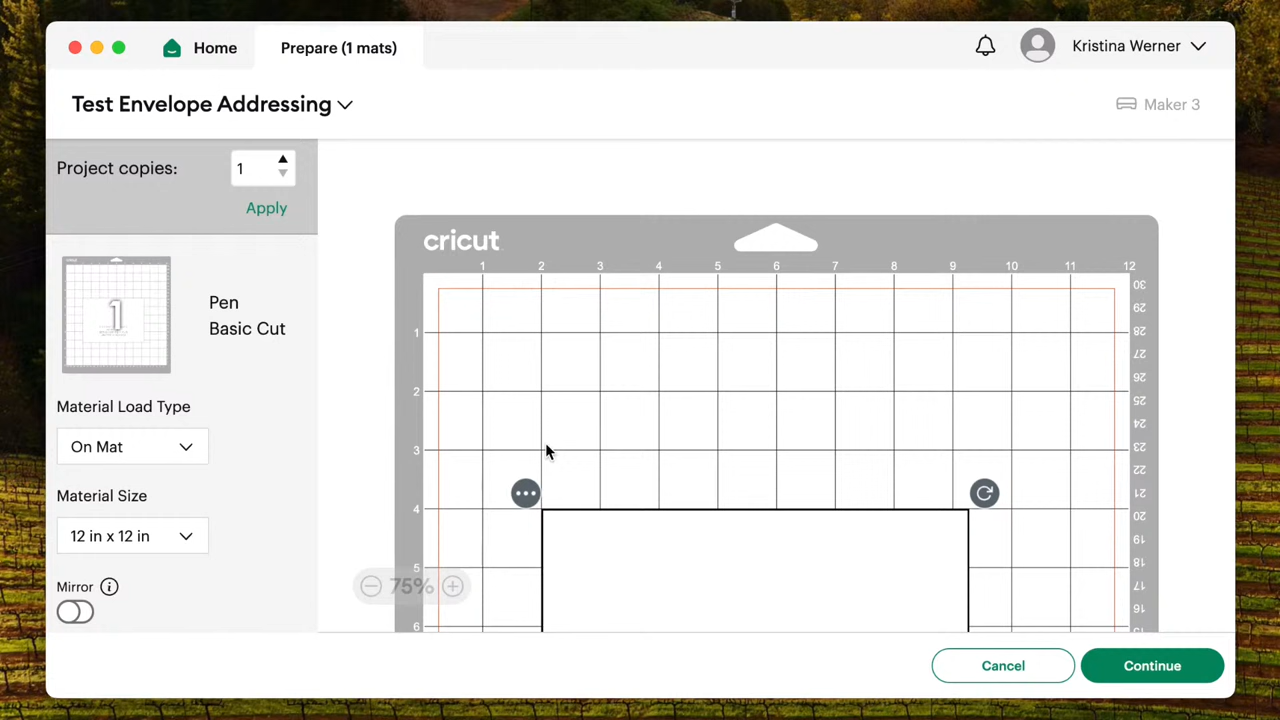 Home
Prepare (1 mats)
Kristina Werner
Test Envelope Addressing
Maker 3
Project copies:
1
Apply
cricut
1 2 3 4 5 6 7 8 9 10 11 12
30
29
1
28
27
2
26
25
24
3
23
22
21
4
20
19
5
18
17
6
16
15
1
Pen
Basic Cut
Material Load Type
On Mat
Material Size
12 in x 12 in
75%
Mirror
Cancel
Continue